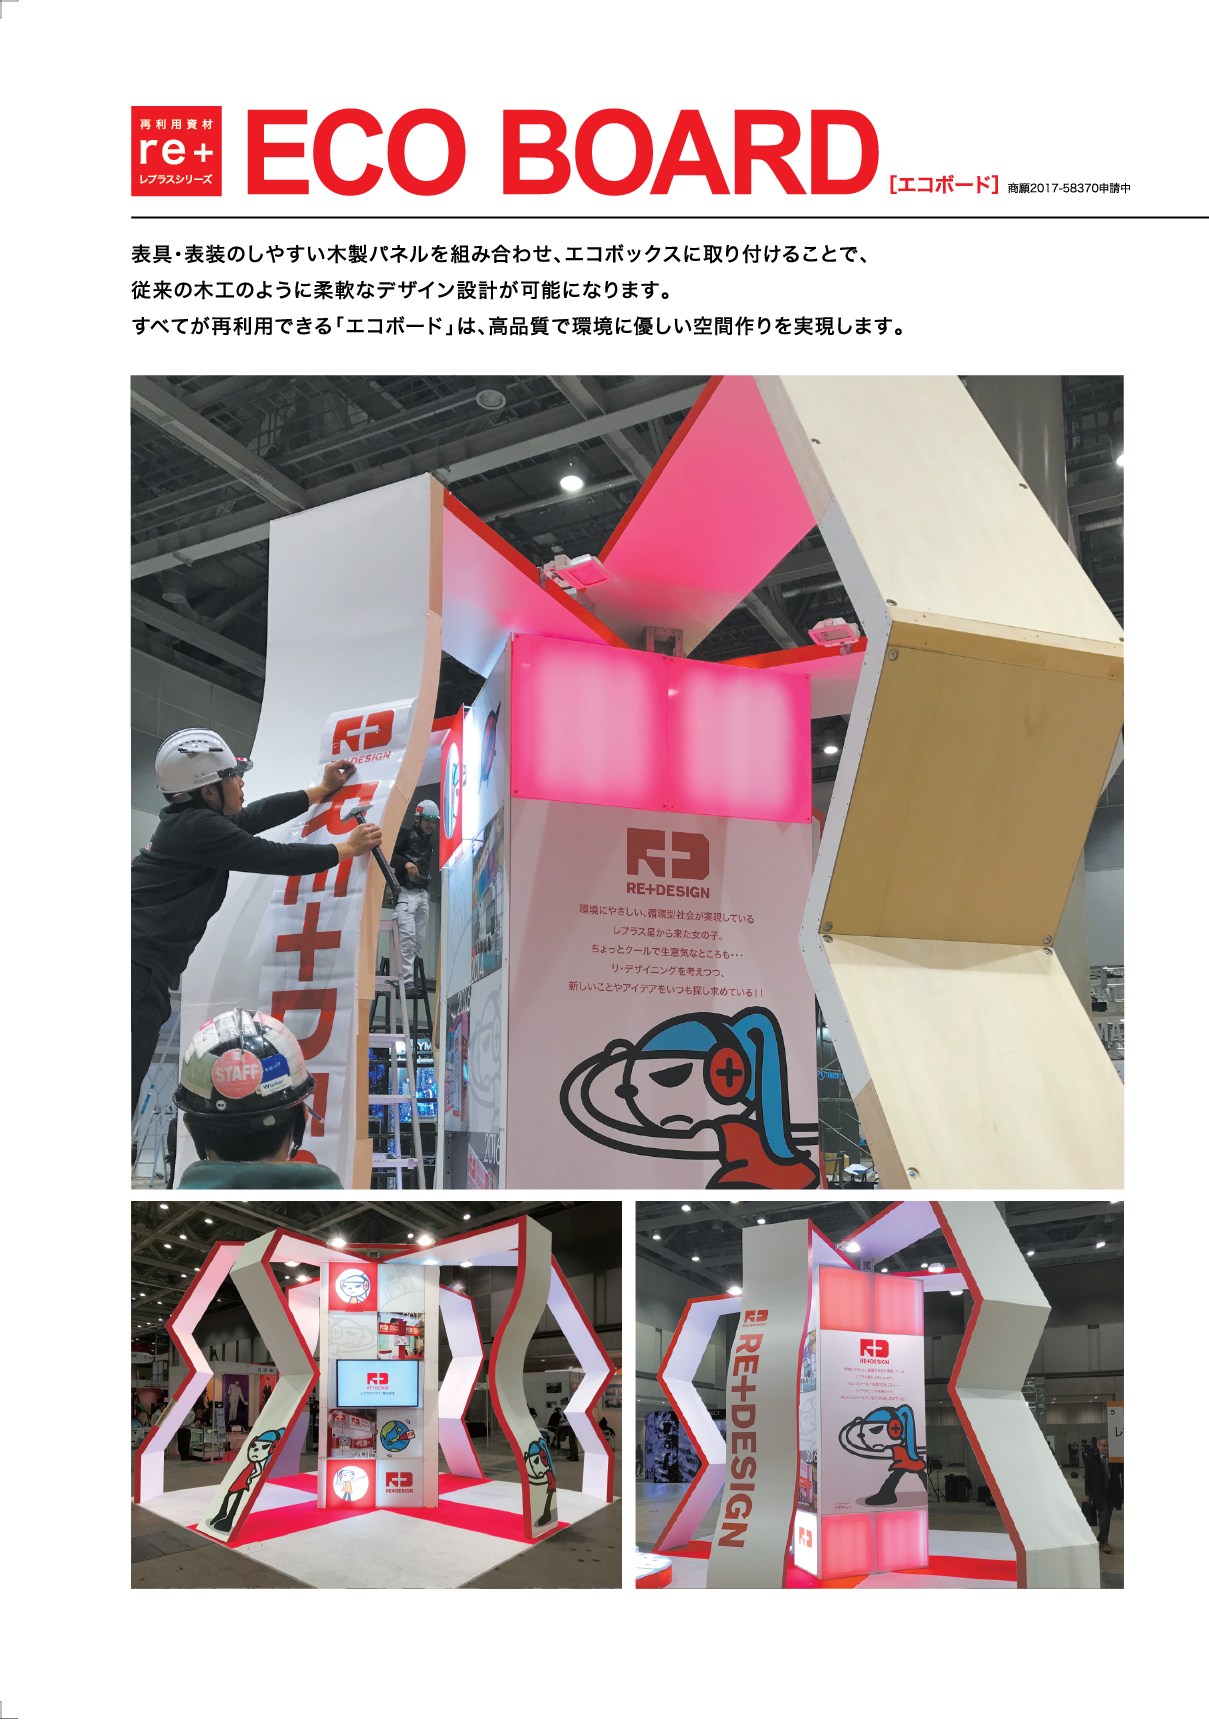 再利用資材
re+
レプラスシリーズ
ECO BOARD
[エコボード]
商願2017-58370申請中
表具・表装のしやすい木製パネルを組み合わせ、エコボックスに取り付けることで、
従来の木工のように柔軟なデザイン設計が可能になります。
すべてが再利用できる「エコボード」は、高品質で環境に優しい空間作りを実現します。
RE+DESIGN
STAFF
Worker
RE+DESIGN
環境にやさしい、循環型社会が実現している
レプラス星から来た女の子。
ちょっとクールで生意気なところも・・・
リ・デザイニングを考えつつ、
新しいことやアイデアをいつも探し求めている!!
2016
RE+DESIGN
2015
RE+DESIGN
RE+DESIGN
RE+DESIGN